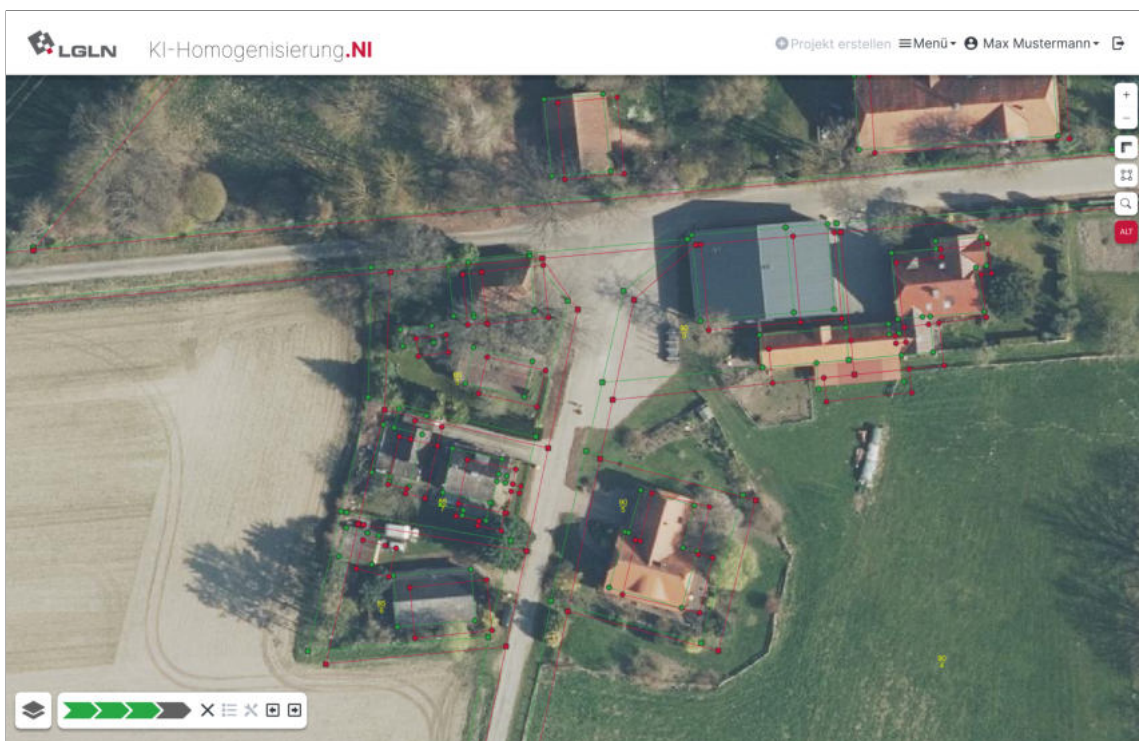 LGLN KI-Homogenisierung.NI Projekt erstellen Menü Max Mustermann
+
−
ALT